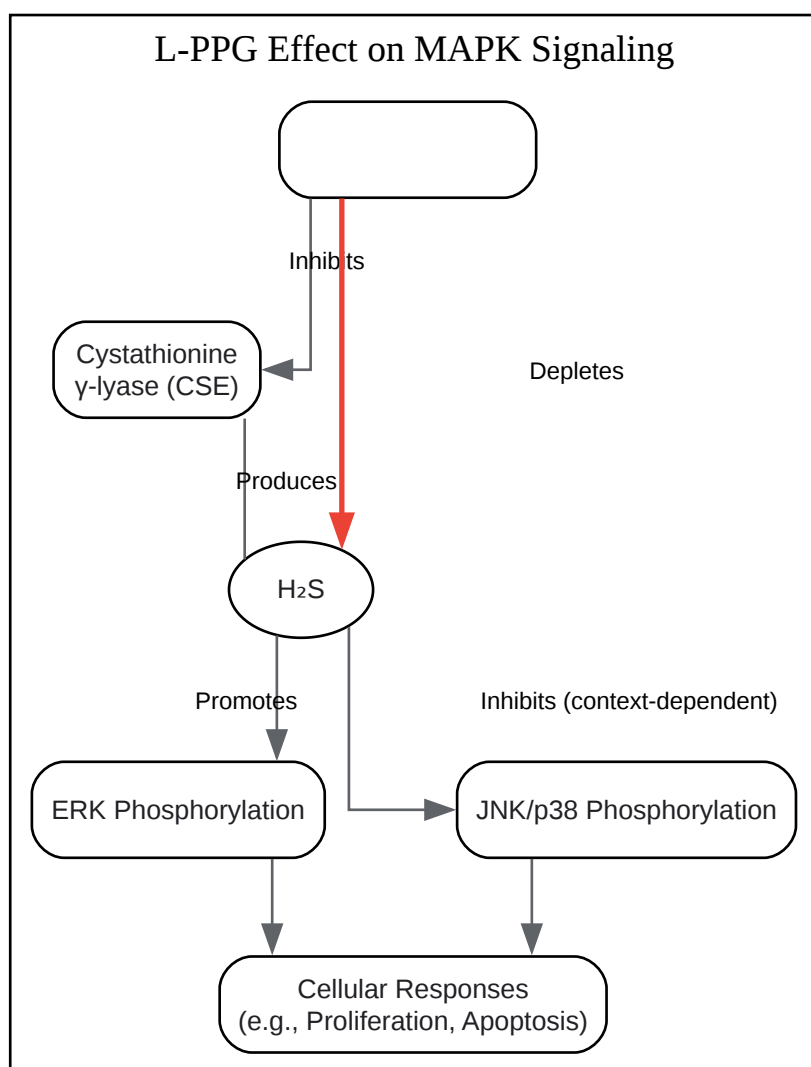 L-PPG Effect on MAPK Signaling
Inhibits
Cystathionine
γ-lyase (CSE)
Depletes
Produces
H₂S
Promotes
Inhibits (context-dependent)
ERK Phosphorylation
JNK/p38 Phosphorylation
Cellular Responses
(e.g., Proliferation, Apoptosis)